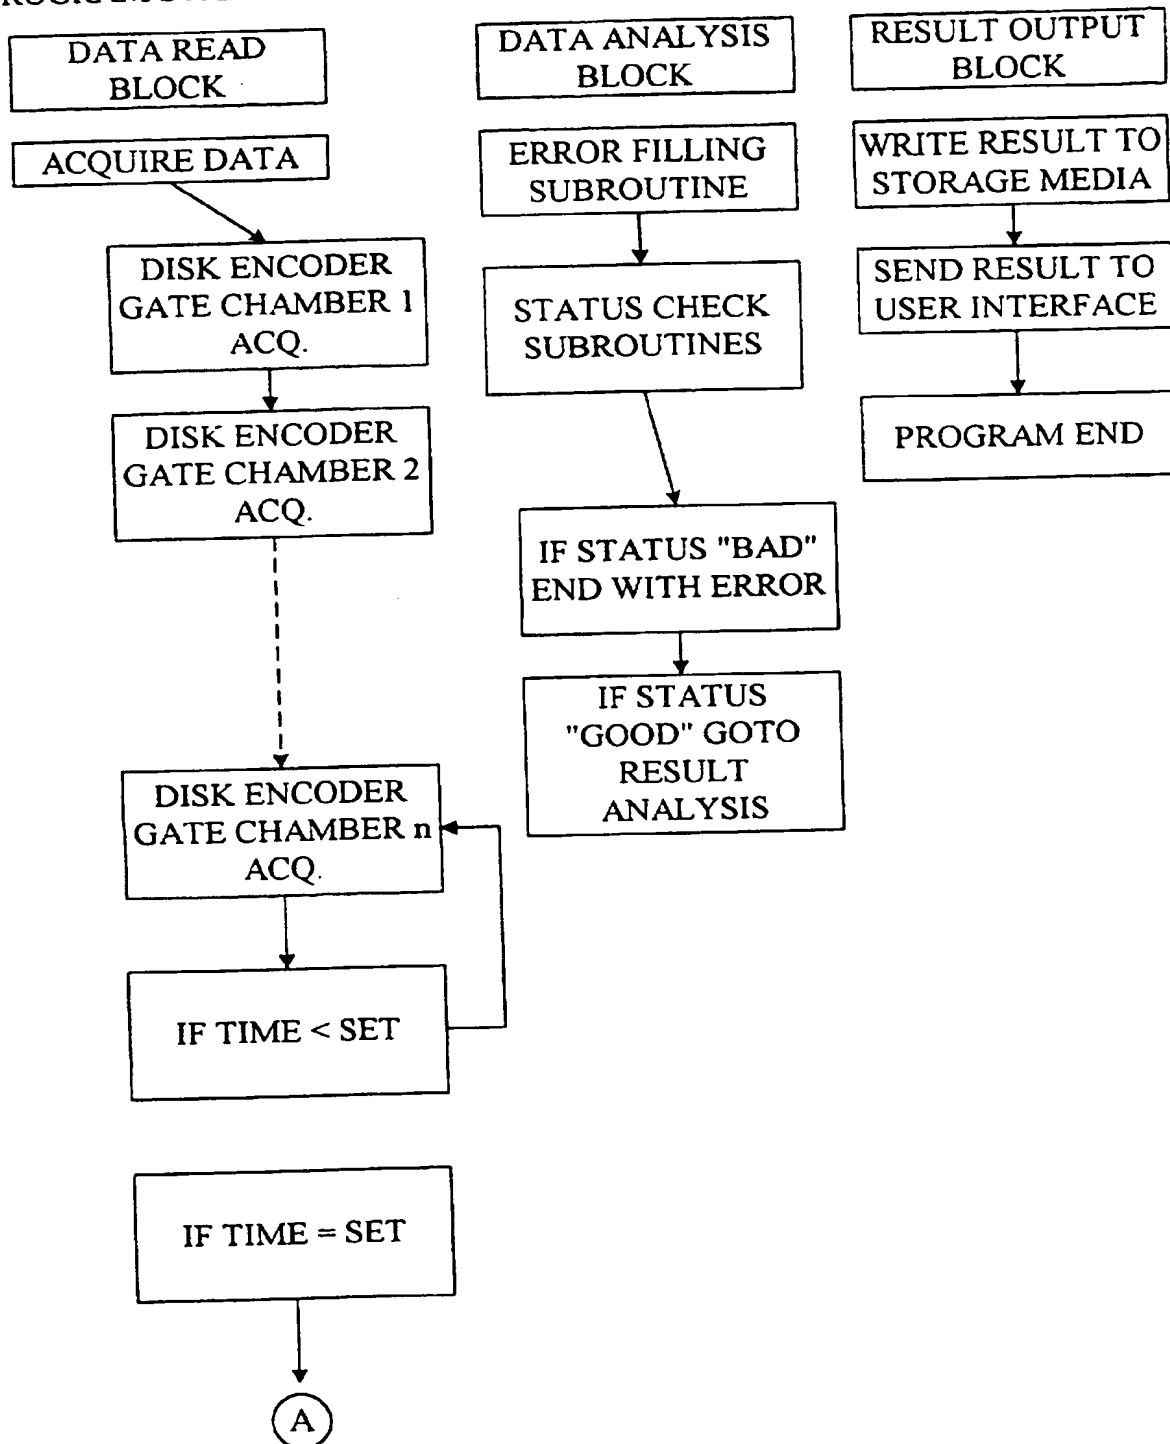 DATA READ
BLOCK
ACQUIRE DATA
DISK ENCODER
GATE CHAMBER 1
ACQ.
DISK ENCODER
GATE CHAMBER 2
ACQ.
DISK ENCODER
GATE CHAMBER n
ACQ.
IF TIME < SET
IF TIME = SET
A
DATA ANALYSIS
BLOCK
ERROR FILLING
SUBROUTINE
STATUS CHECK
SUBROUTINES
IF STATUS "BAD"
END WITH ERROR
IF STATUS
"GOOD" GOTO
RESULT
ANALYSIS
RESULT OUTPUT
BLOCK
WRITE RESULT TO
STORAGE MEDIA
SEND RESULT TO
USER INTERFACE
PROGRAM END